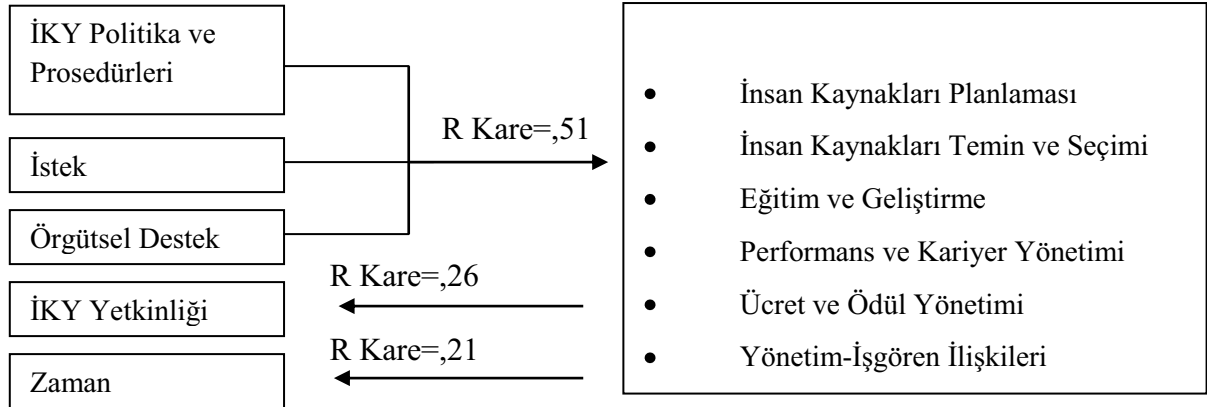 İKY Politika ve
Prosedürleri
İstek
Örgütsel Destek
İKY Yetkinliği
Zaman
R Kare=,51
R Kare=,26
R Kare=,21
• İnsan Kaynakları Planlaması
• İnsan Kaynakları Temin ve Seçimi
• Eğitim ve Geliştirme
• Performans ve Kariyer Yönetimi
• Ücret ve Ödül Yönetimi
• Yönetim-İşgören İlişkileri